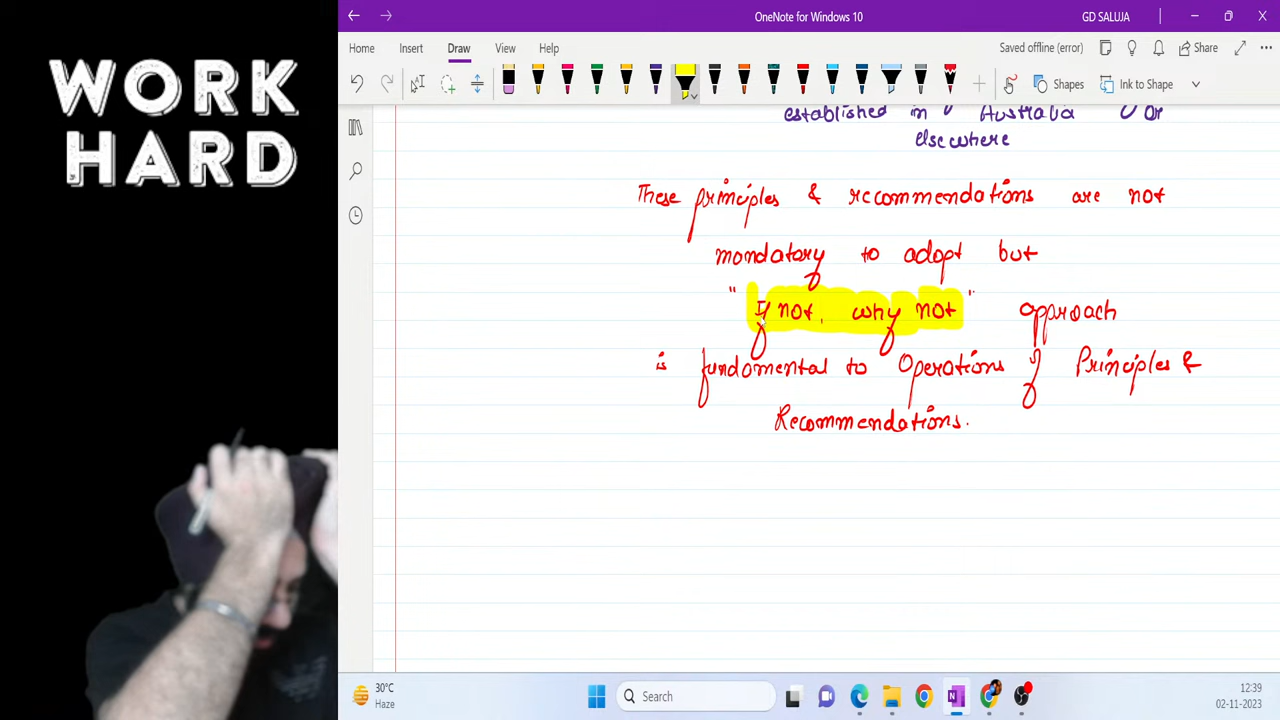 WORK
HARD
OneNote for Windows 10
GD SALUJA
Home
Insert
Draw
View
Help
Saved offline (error)
Share
Shapes
Ink to Shape
established in Australia Or
Elsewhere
These principles & recommendations are not
mandatory to adopt but
" If not, why not " approach
is fundamental to Operations of Principles &
Recommendations.
30°C
Haze
Search
12:39
02-11-2023